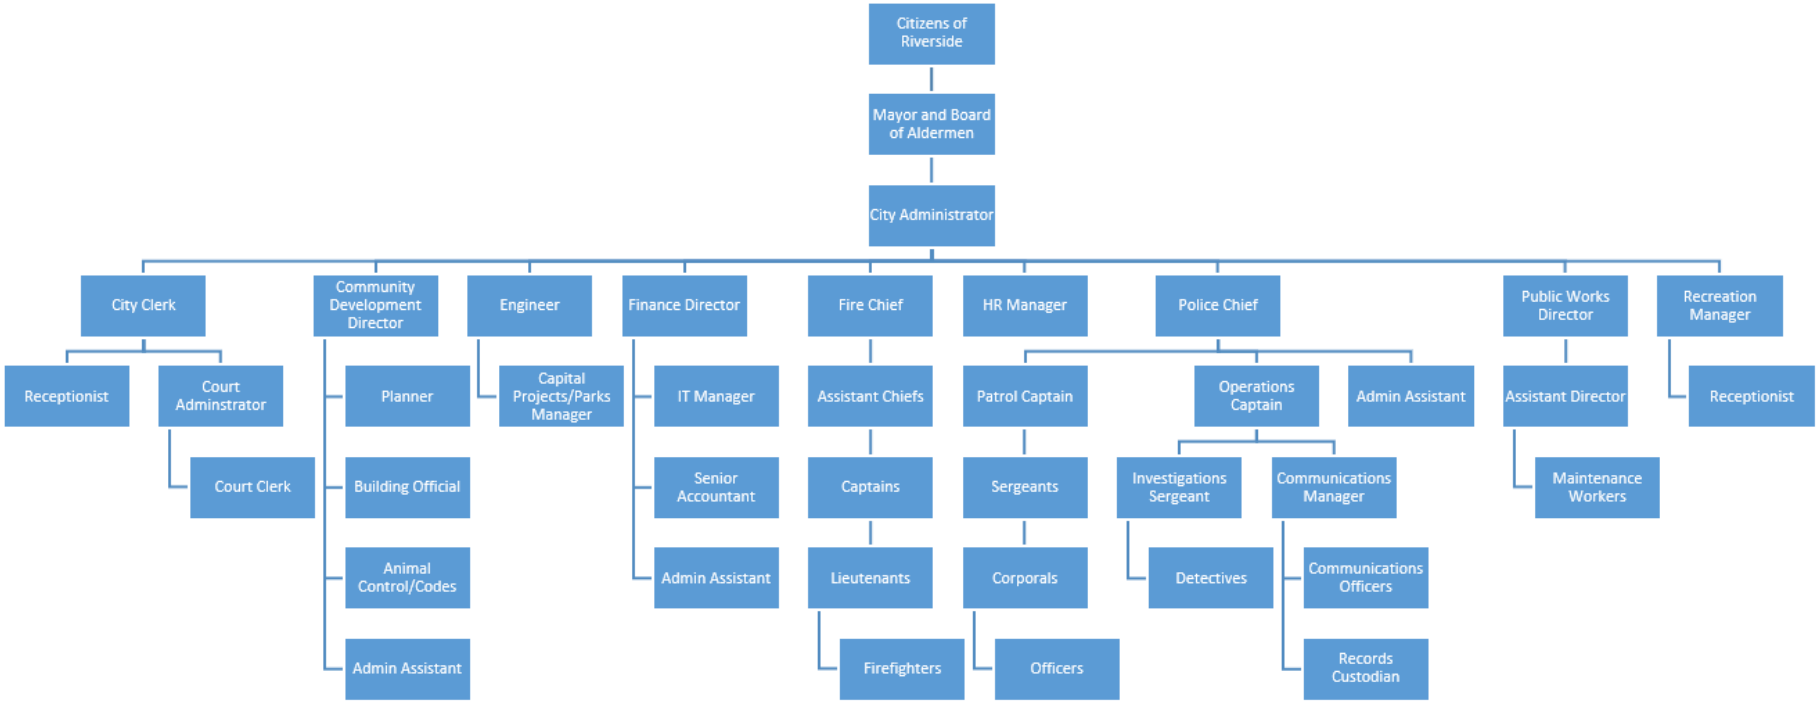 Citizens of
Riverside
Mayor and Board
of Aldermen
City Administrator
City Clerk
Community
Development
Director
Engineer
Finance Director
Fire Chief
HR Manager
Police Chief
Public Works
Director
Recreation
Manager
Receptionist
Court
Adminstrator
Planner
Capital
Projects/Parks
Manager
IT Manager
Assistant Chiefs
Patrol Captain
Operations
Captain
Admin Assistant
Assistant Director
Receptionist
Court Clerk
Building Official
Senior
Accountant
Captains
Sergeants
Investigations
Sergeant
Communications
Manager
Maintenance
Workers
Animal
Control/Codes
Admin Assistant
Lieutenants
Corporals
Detectives
Communications
Officers
Admin Assistant
Firefighters
Officers
Records
Custodian